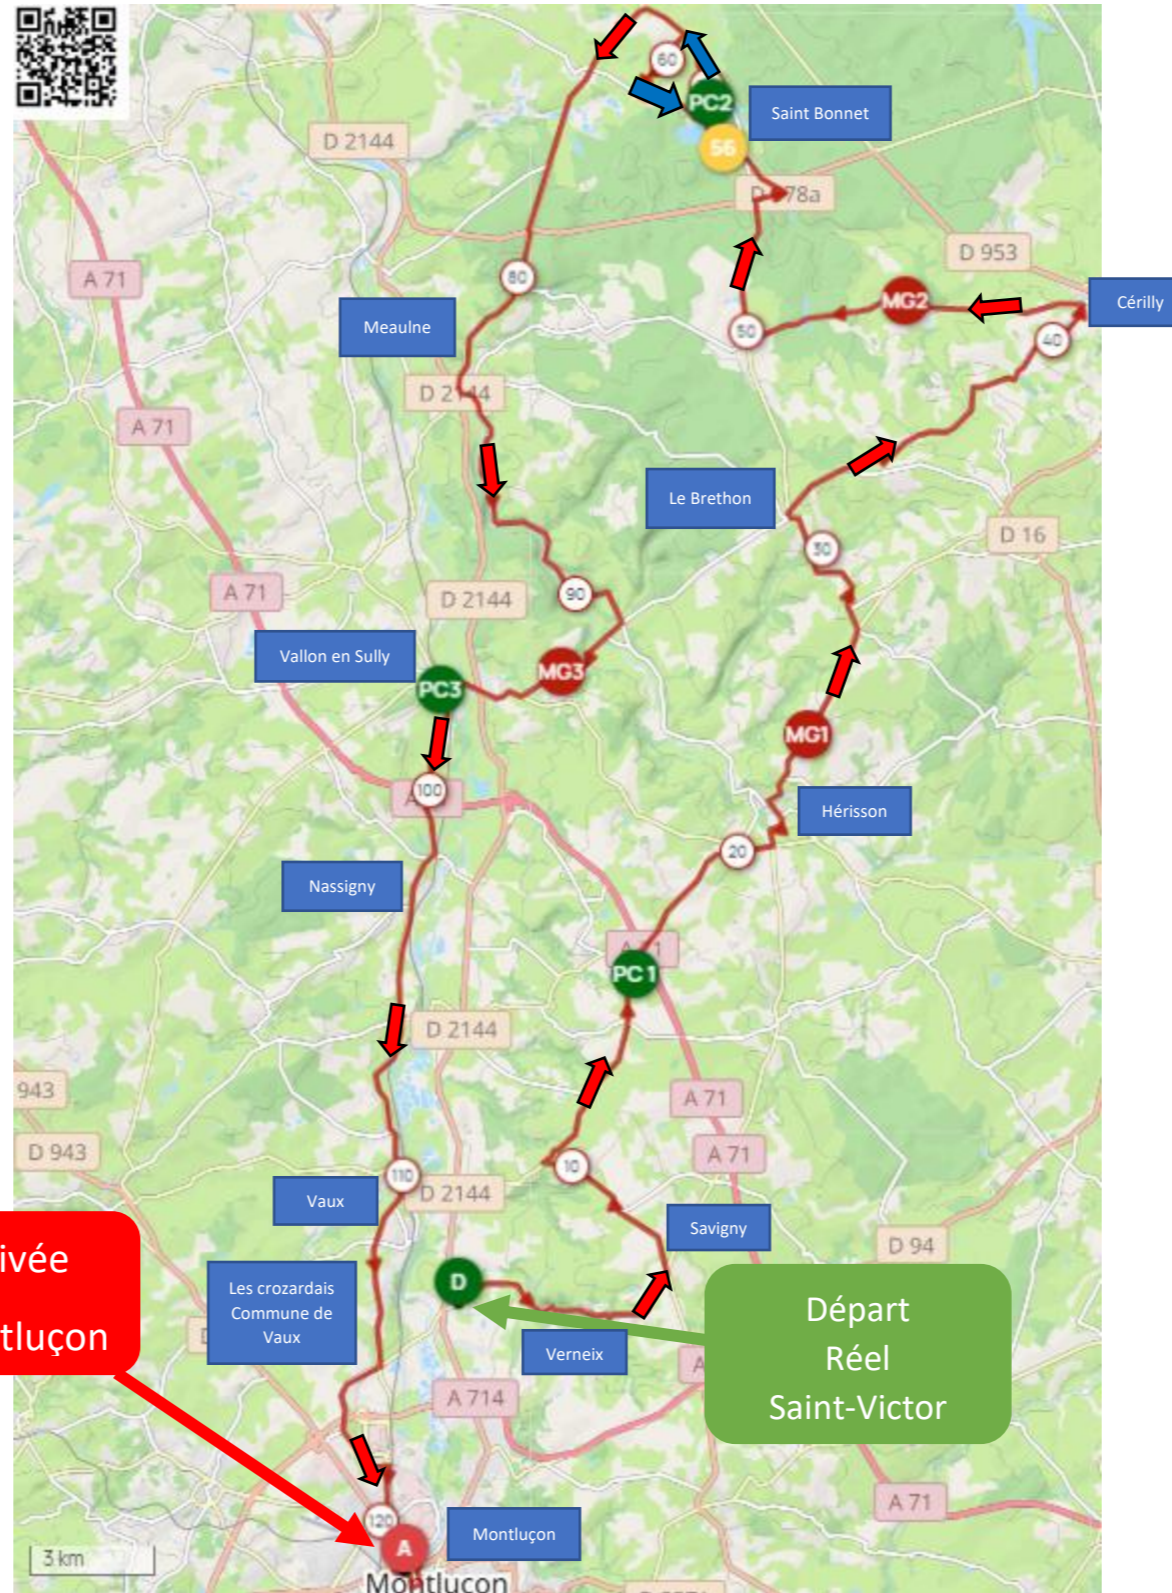 60
PC2
Saint Bonnet
D 2144
56
78a
D 953
A 71
80
MG2
Cérilly
Meaulne
50
40
D 2144
A 71
Le Brethon
D 16
30
A 71
D 2144
90
Vallon en Sully
PC3
MG3
MG1
100
Hérisson
20
Nassigny
PC 1
D 2144
943
A 71
D 943
A 71
10
110
D 2144
Vaux
Savigny
D 94
ivée
tluçon
Les crozardais
Commune de
Vaux
D
Départ
Réel
Saint-Victor
Verneix
A 714
A 71
120
A
Montluçon
3 km
Montluçon